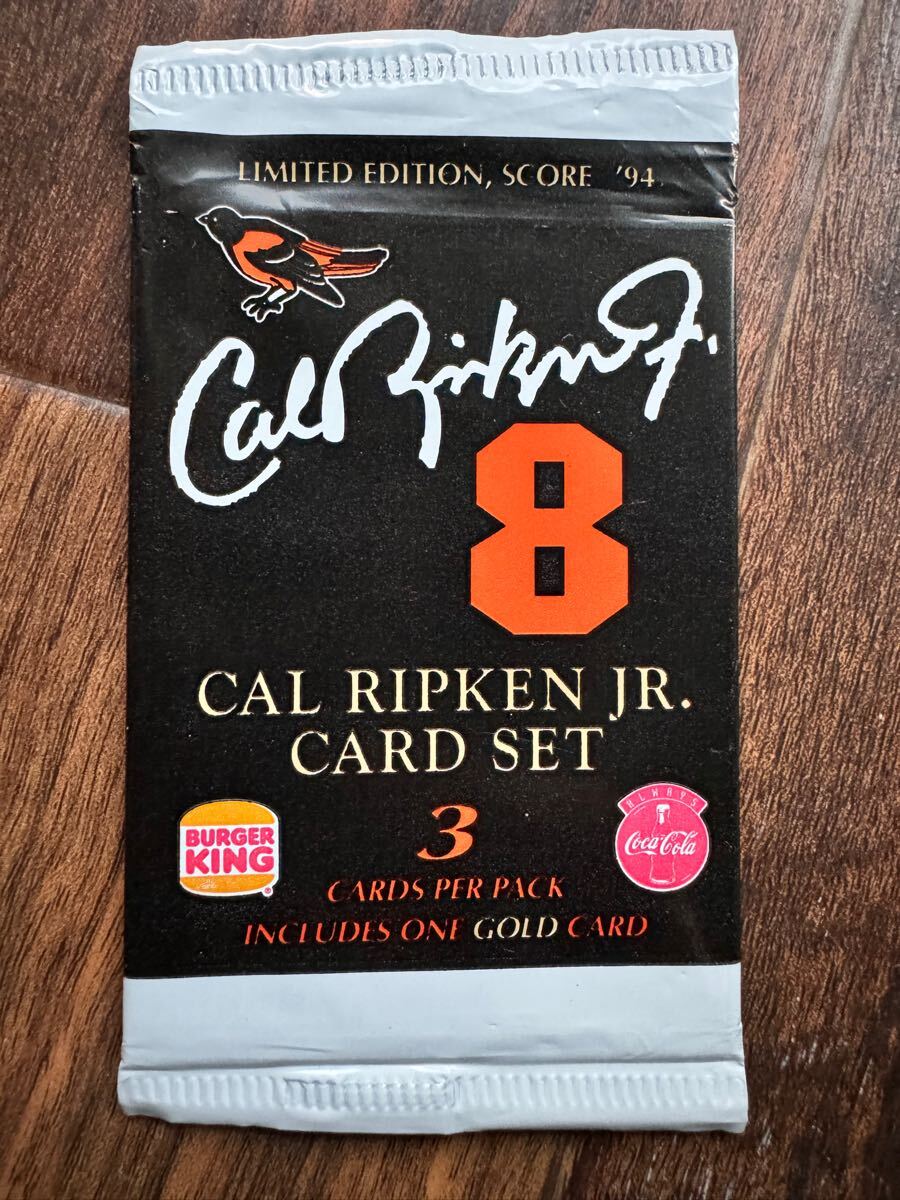 LIMITED EDITION, SCORE '94
Cal Ripken Jr.
8
CAL RIPKEN JR.
CARD SET
3
CARDS PER PACK
INCLUDES ONE GOLD CARD
BURGER
KING
®
ALWAYS
Coca-Cola